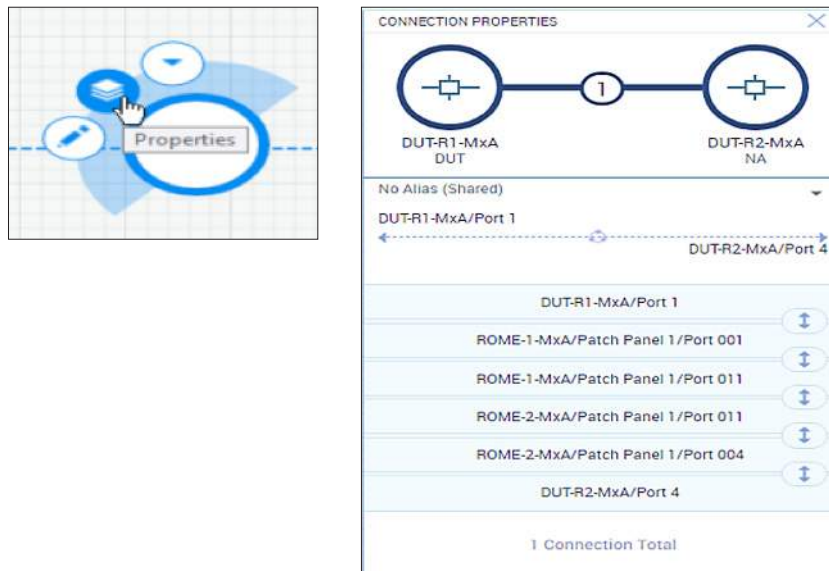 Properties
CONNECTION PROPERTIES
1
DUT-R1-MxA
DUT
DUT-R2-MxA
NA
No Alias (Shared)
DUT-R1-MxA/Port 1
DUT-R2-MxA/Port 4
DUT-R1-MxA/Port 1
ROME-1-MxA/Patch Panel 1/Port 001
ROME-1-MxA/Patch Panel 1/Port 011
ROME-2-MxA/Patch Panel 1/Port 011
ROME-2-MxA/Patch Panel 1/Port 004
DUT-R2-MxA/Port 4
1 Connection Total